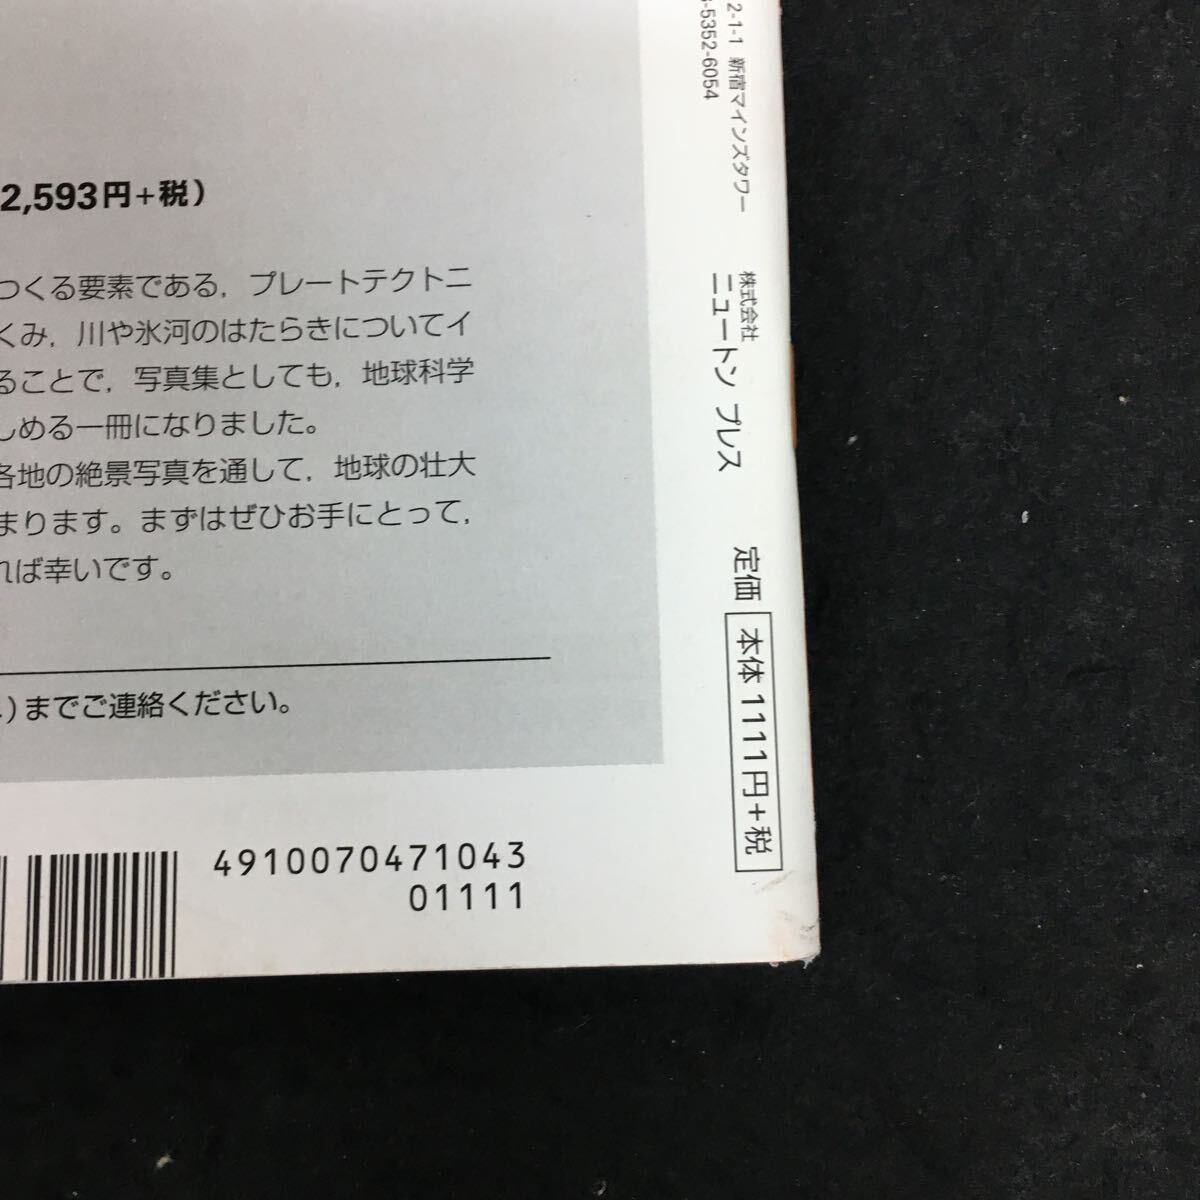 2,593円+税）
つくる要素である，プレートテクトニ
くみ，川や氷河のはたらきについてイ
ることで，写真集としても，地球科学
しめる一冊になりました。
各地の絶景写真を通して，地球の壮大
まります。まずはぜひお手にとって，
れば幸いです。
)までご連絡ください。
4910070471043
01111
2-1-1 新宿マインズタワー
-5352-6054
株式会社
ニュートン プレス
定価 本体1111円+税